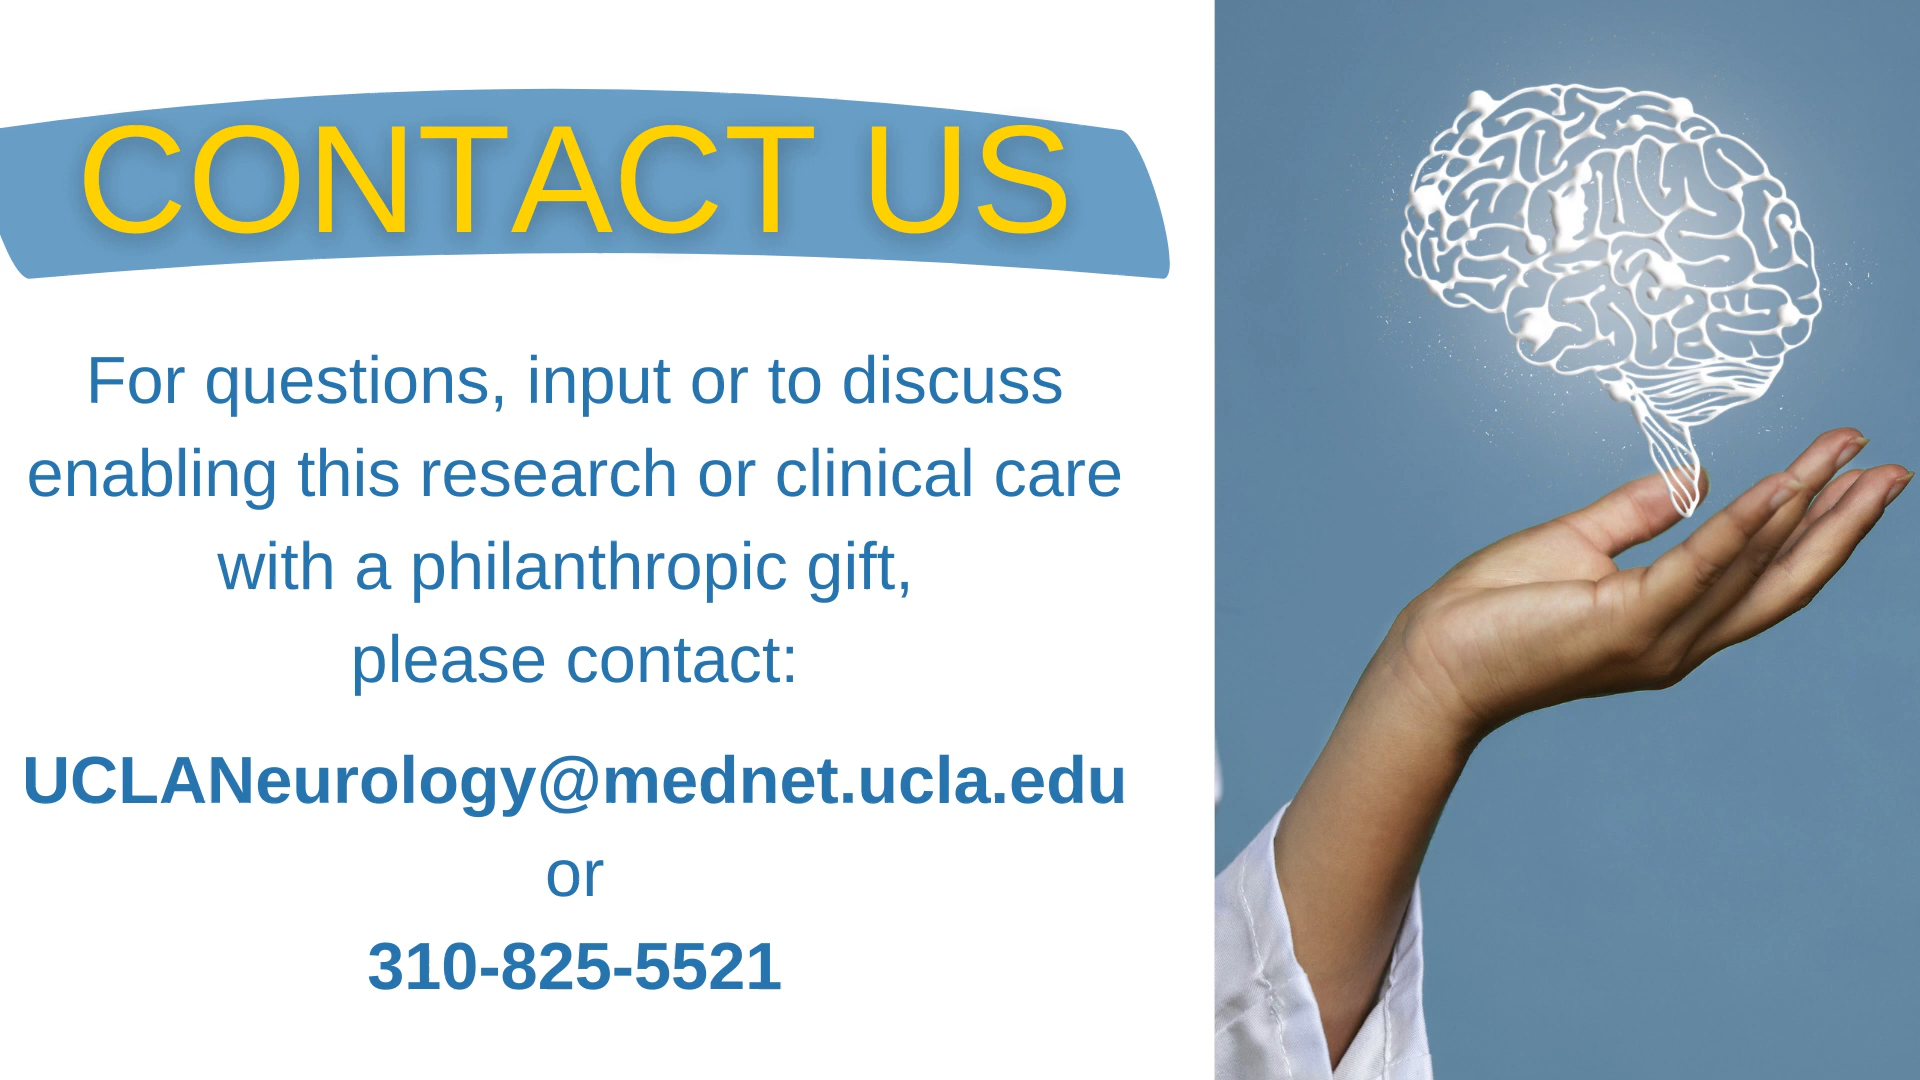 CONTACT US
For questions, input or to discuss
enabling this research or clinical care
with a philanthropic gift,
please contact:
UCLANeurology@mednet.ucla.edu
or
310-825-5521